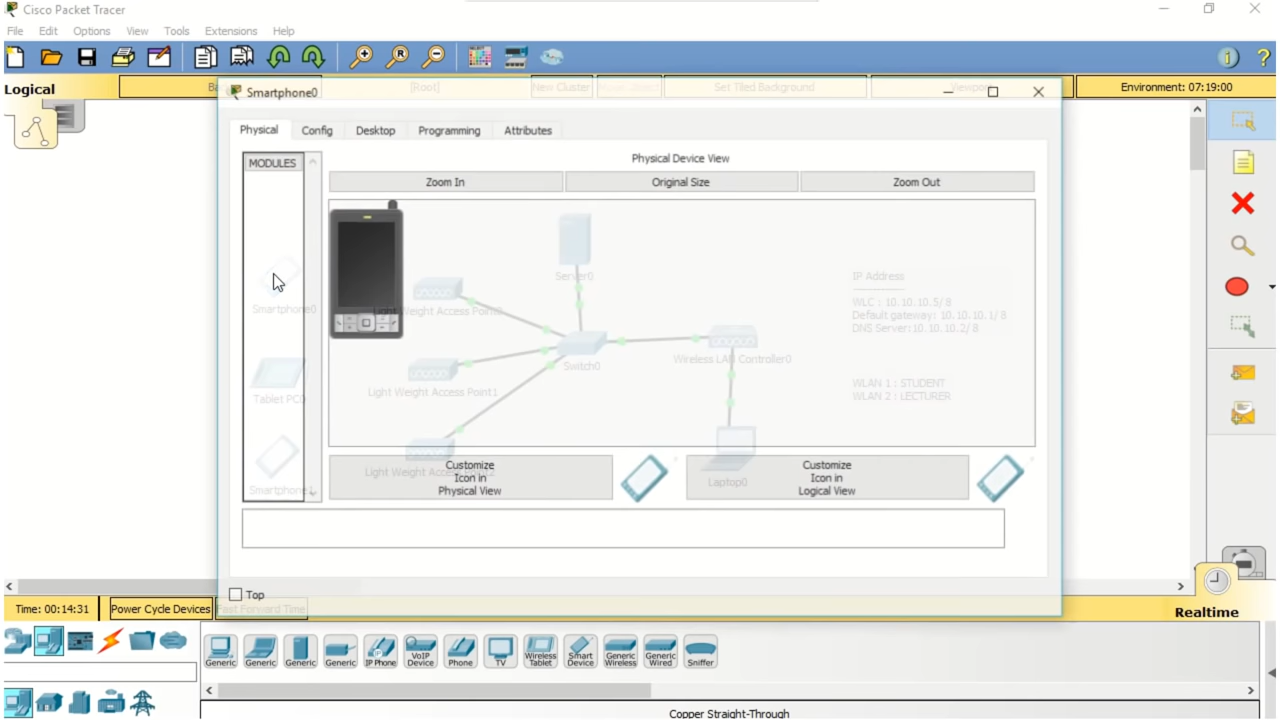 Cisco Packet Tracer
File Edit Options View Tools Extensions Help
Logical
[Root]
New Cluster
Set Tiled Background
Viewport
Environment: 07:19:00
Smartphone0
Physical Config Desktop Programming Attributes
MODULES
Physical Device View
Zoom In
Original Size
Zoom Out
Server0
IP Address
------------
WLC : 10.10.10.5/ 8
Default gateway: 10.10.10.1/ 8
DNS Server:10.10.10.2/ 8
Smartphone0
Light Weight Access Point0
Switch0
Wireless LAN Controller0
WLAN 1 : STUDENT
WLAN 2 : LECTURER
Tablet PC0
Light Weight Access Point1
Smartphone1
Light Weight Access Point2
Laptop0
Customize
Icon in
Physical View
Customize
Icon in
Logical View
Top
Time: 00:14:31
Power Cycle Devices
Fast Forward Time
Realtime
Generic
Generic
Generic
Generic
IP Phone
VoIP
Device
Phone
TV
Wireless
Tablet
Smart
Device
Generic
Wireless
Generic
Wired
Sniffer
Copper Straight-Through